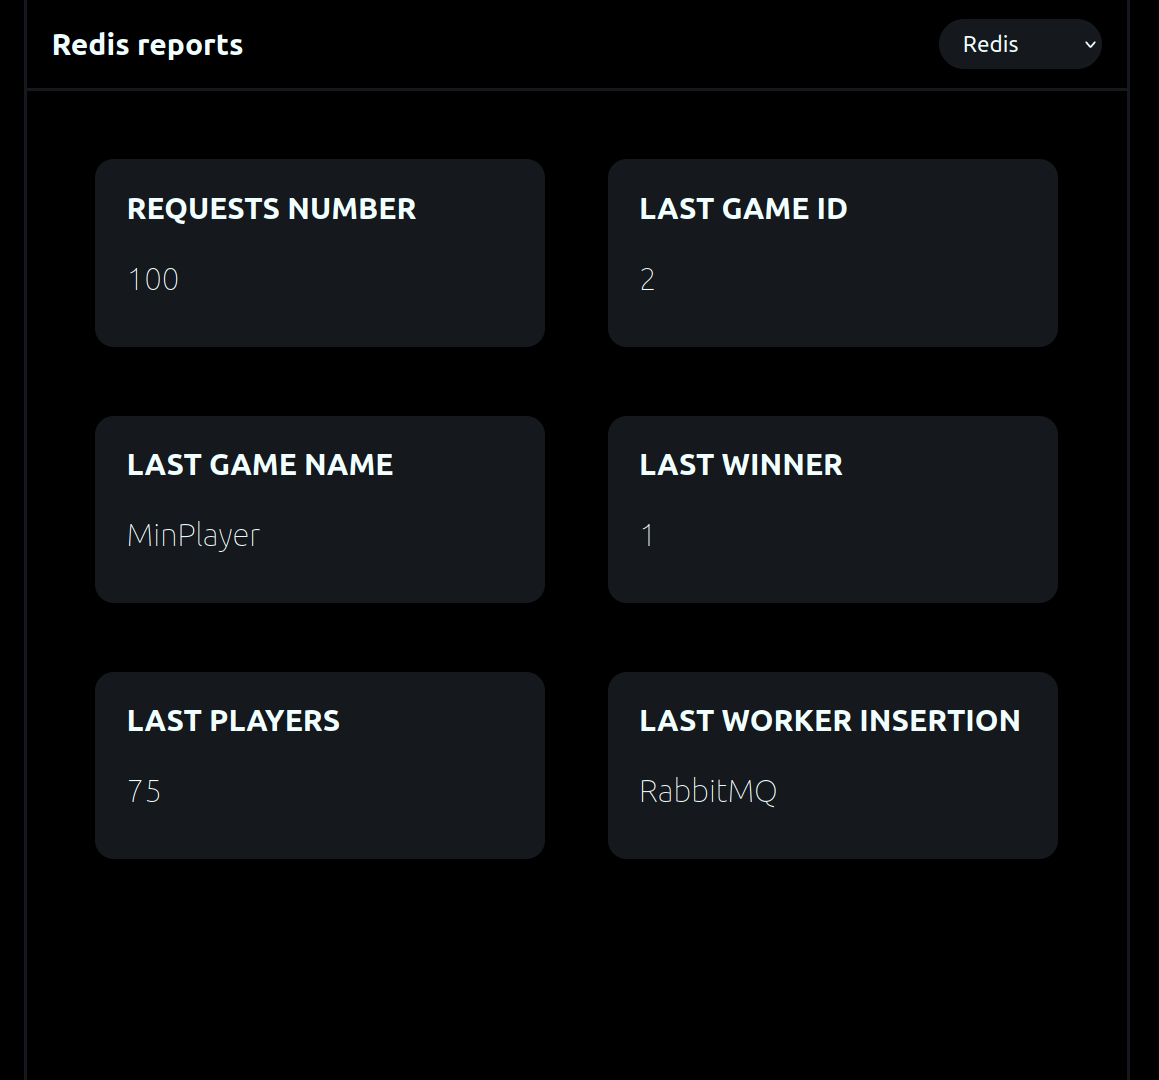 Redis reports
Redis
REQUESTS NUMBER
100
LAST GAME ID
2
LAST GAME NAME
MinPlayer
LAST WINNER
1
LAST PLAYERS
75
LAST WORKER INSERTION
RabbitMQ